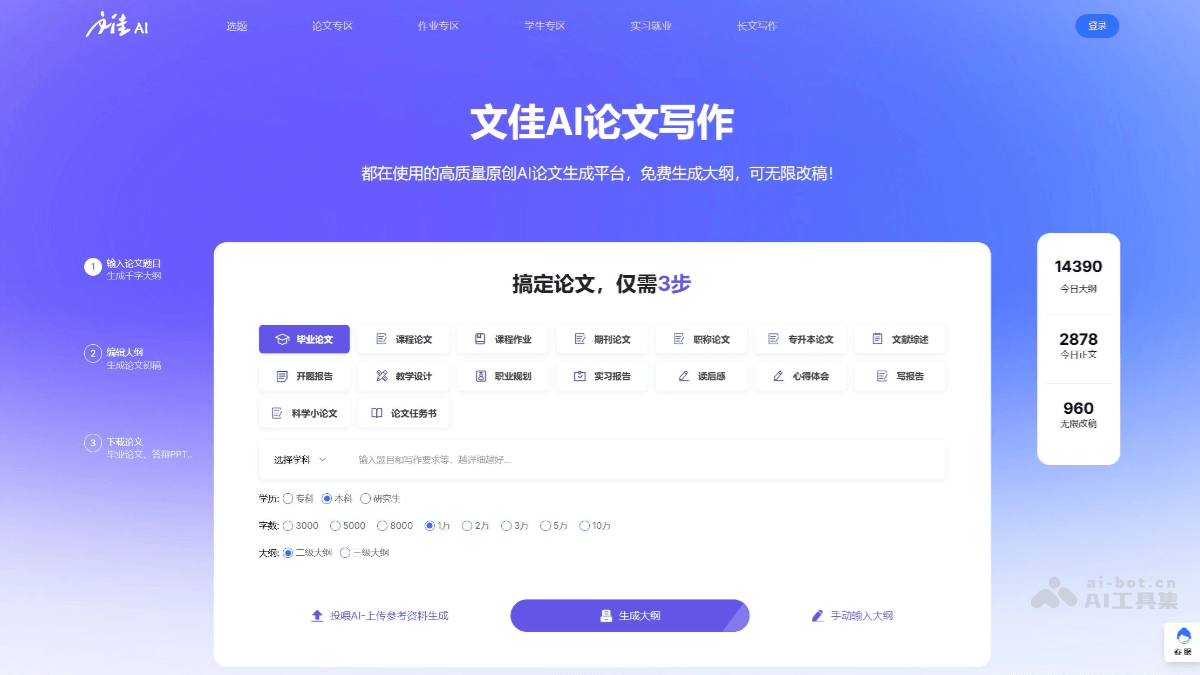 文佳AI
选题 论文专区 作业专区 学生专区 实习就业 长文写作 登录
文佳AI论文写作
都在使用的高质量原创AI论文生成平台，免费生成大纲，可无限改稿！
1 输入论文题目
生成千字大纲
2 编辑大纲
生成论文初稿
3 下载论文
毕业论文、答辩PPT...
搞定论文，仅需3步
毕业论文 课程论文 课程作业 期刊论文 职称论文 专升本论文 文献综述
开题报告 教学设计 职业规划 实习报告 读后感 心得体会 写报告
科学小论文 论文任务书
选择学科 输入题目和写作要求等，越详细越好...
学历: 专科 本科 研究生
字数: 3000 5000 8000 1万 2万 3万 5万 10万
大纲: 二级大纲 三级大纲
投喂AI-上传参考资料生成 生成大纲 手动输入大纲
14390
今日大纲
2878
今日正文
960
无限改稿
ai-bot.cn
AI工具集
客服